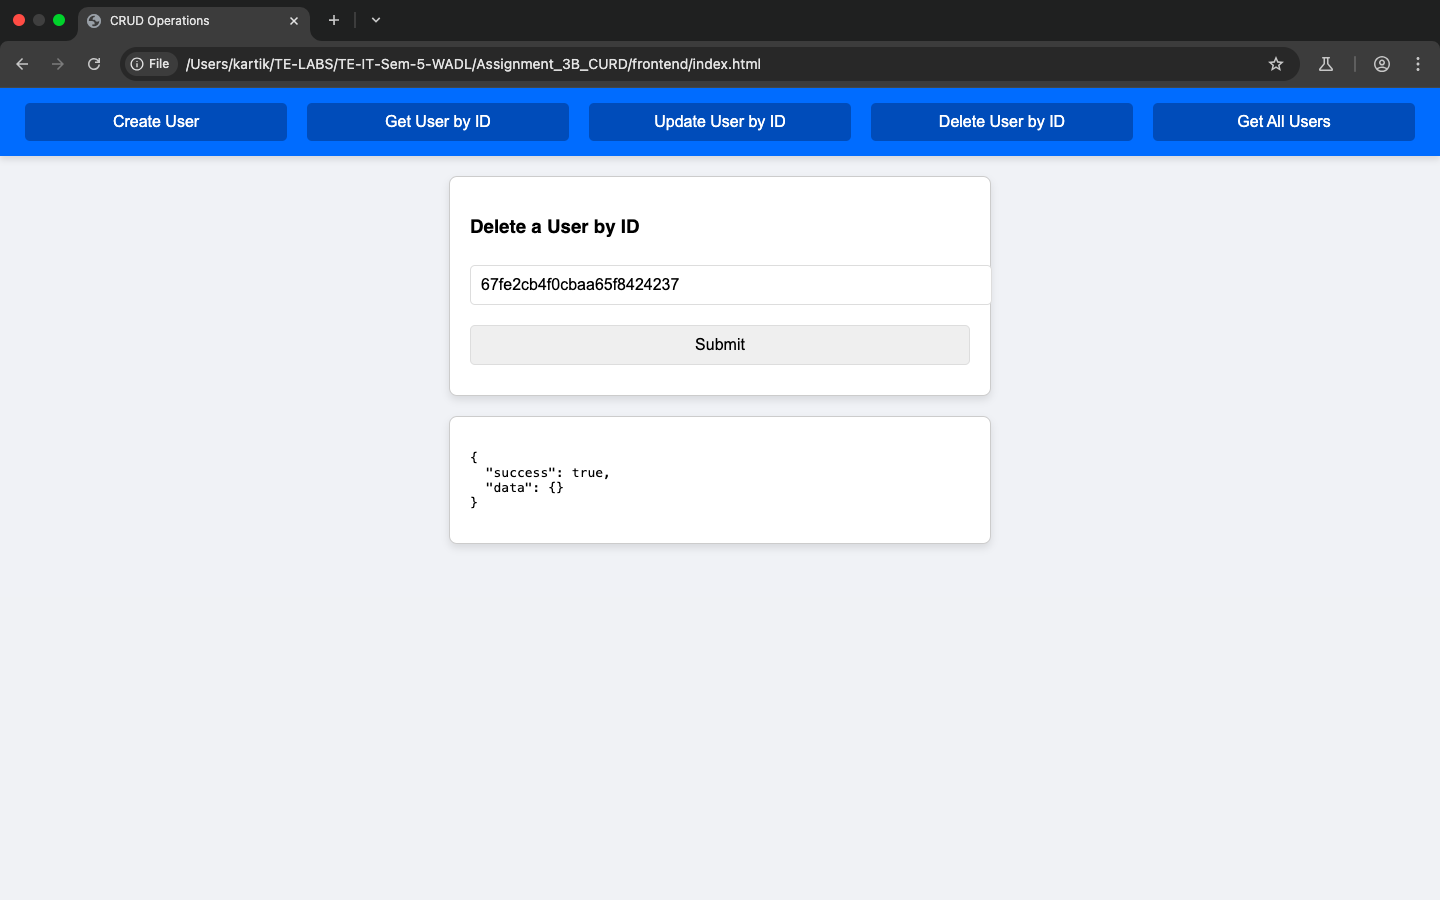 CRUD Operations
File /Users/kartik/TE-LABS/TE-IT-Sem-5-WADL/Assignment_3B_CURD/frontend/index.html
Create User Get User by ID Update User by ID Delete User by ID Get All Users
Delete a User by ID
67fe2cb4f0cbaa65f8424237
Submit
{
  "success": true,
  "data": {}
}